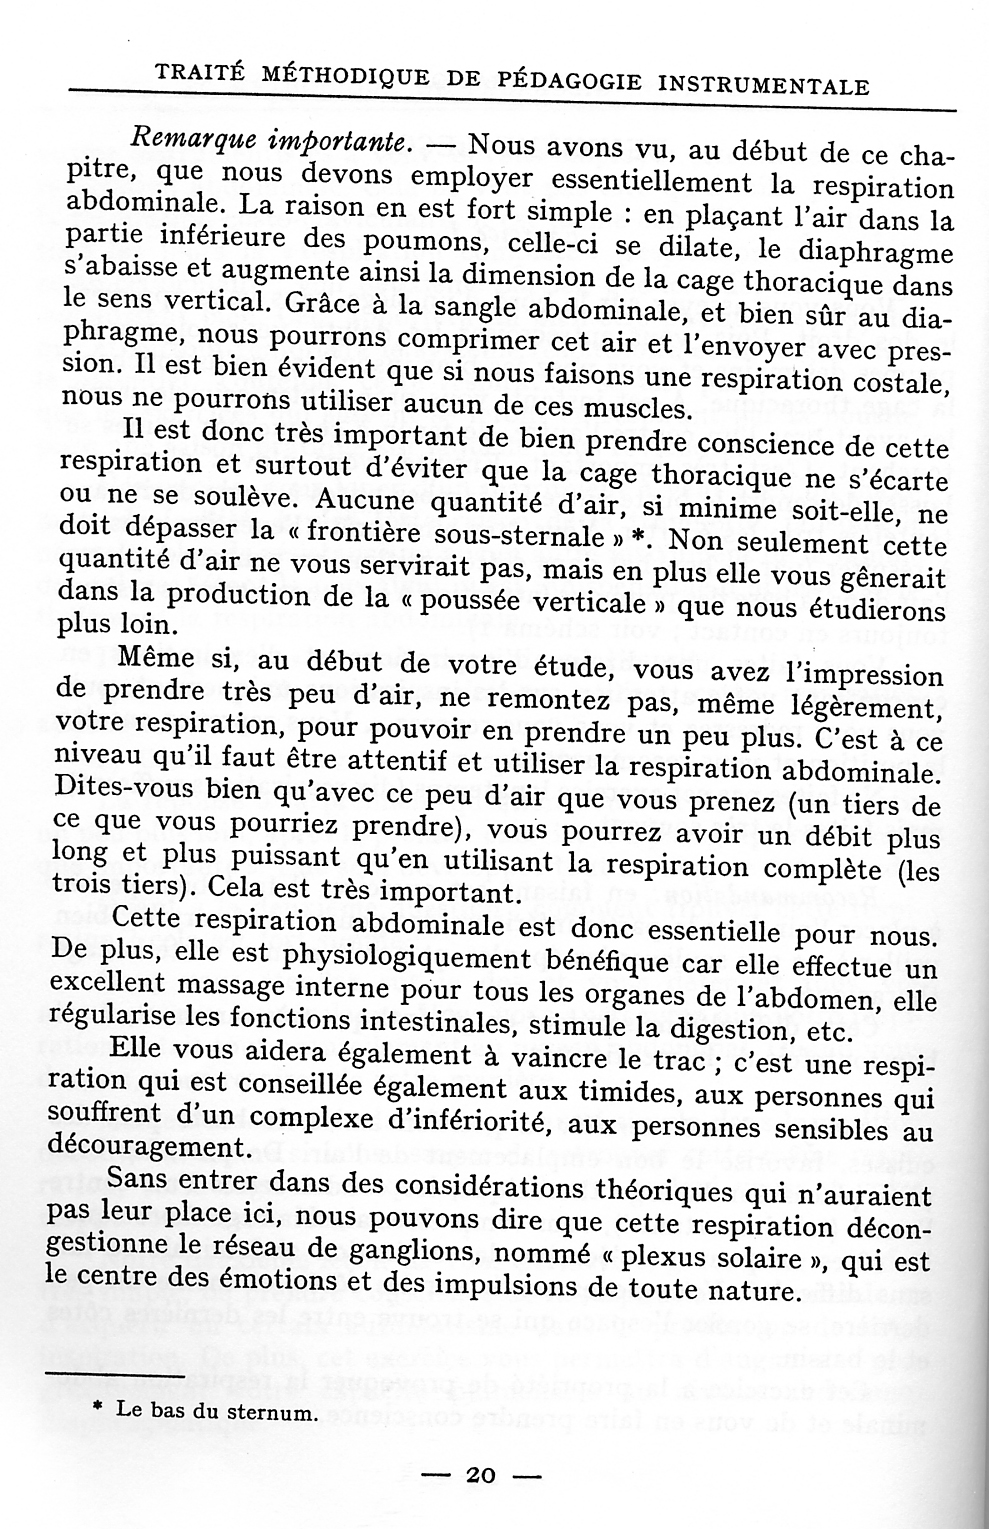 TRAITÉ MÉTHODIQUE DE PÉDAGOGIE INSTRUMENTALE
Remarque importante. — Nous avons vu, au début de ce cha-
pitre, que nous devons employer essentiellement la respiration
abdominale. La raison en est fort simple : en plaçant l'air dans la
partie inférieure des poumons, celle-ci se dilate, le diaphragme
s'abaisse et augmente ainsi la dimension de la cage thoracique dans
le sens vertical. Grâce à la sangle abdominale, et bien sûr au dia-
phragme, nous pourrons comprimer cet air et l'envoyer avec pres-
sion. Il est bien évident que si nous faisons une respiration costale,
nous ne pourrons utiliser aucun de ces muscles.
Il est donc très important de bien prendre conscience de cette
respiration et surtout d'éviter que la cage thoracique ne s'écarte
ou ne se soulève. Aucune quantité d'air, si minime soit-elle, ne
doit dépasser la « frontière sous-sternale » *. Non seulement cette
quantité d'air ne vous servirait pas, mais en plus elle vous gênerait
dans la production de la « poussée verticale » que nous étudierons
plus loin.
Même si, au début de votre étude, vous avez l'impression
de prendre très peu d'air, ne remontez pas, même légèrement,
votre respiration, pour pouvoir en prendre un peu plus. C'est à ce
niveau qu'il faut être attentif et utiliser la respiration abdominale.
Dites-vous bien qu'avec ce peu d'air que vous prenez (un tiers de
ce que vous pourriez prendre), vous pourrez avoir un débit plus
long et plus puissant qu'en utilisant la respiration complète (les
trois tiers). Cela est très important.
Cette respiration abdominale est donc essentielle pour nous.
De plus, elle est physiologiquement bénéfique car elle effectue un
excellent massage interne pour tous les organes de l'abdomen, elle
régularise les fonctions intestinales, stimule la digestion, etc.
Elle vous aidera également à vaincre le trac ; c'est une respi-
ration qui est conseillée également aux timides, aux personnes qui
souffrent d'un complexe d'infériorité, aux personnes sensibles au
découragement.
Sans entrer dans des considérations théoriques qui n'auraient
pas leur place ici, nous pouvons dire que cette respiration décon-
gestionne le réseau de ganglions, nommé « plexus solaire », qui est
le centre des émotions et des impulsions de toute nature.
* Le bas du sternum.
— 20 —